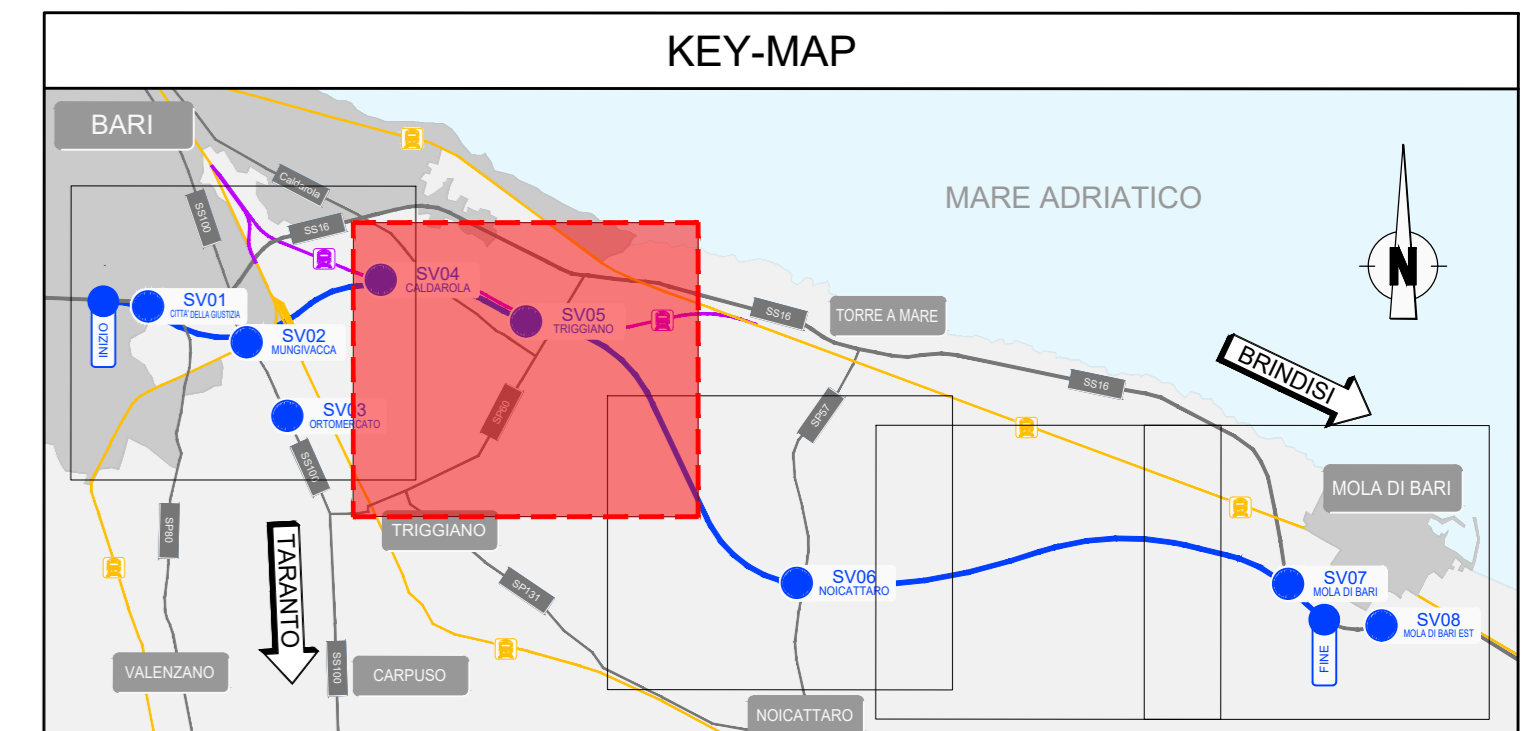 KEY-MAP
BARI
Caldarola
SS100
SS16
MARE ADRIATICO
N
SV04
CALDAROLA
SV01
CITTA' DELLA GIUSTIZIA
INIZIO
SV02
MUNGIVACCA
SV05
TRIGGIANO
SS16
TORRE A MARE
BRINDISI
SS16
SV03
ORTOMERCATO
SP60
SP57
SS100
MOLA DI BARI
TRIGGIANO
SP80
TARANTO
SP131
SV06
NOICATTARO
SV07
MOLA DI BARI
SV08
MOLA DI BARI EST
FINE
VALENZANO
SS100
CARPUSO
NOICATTARO